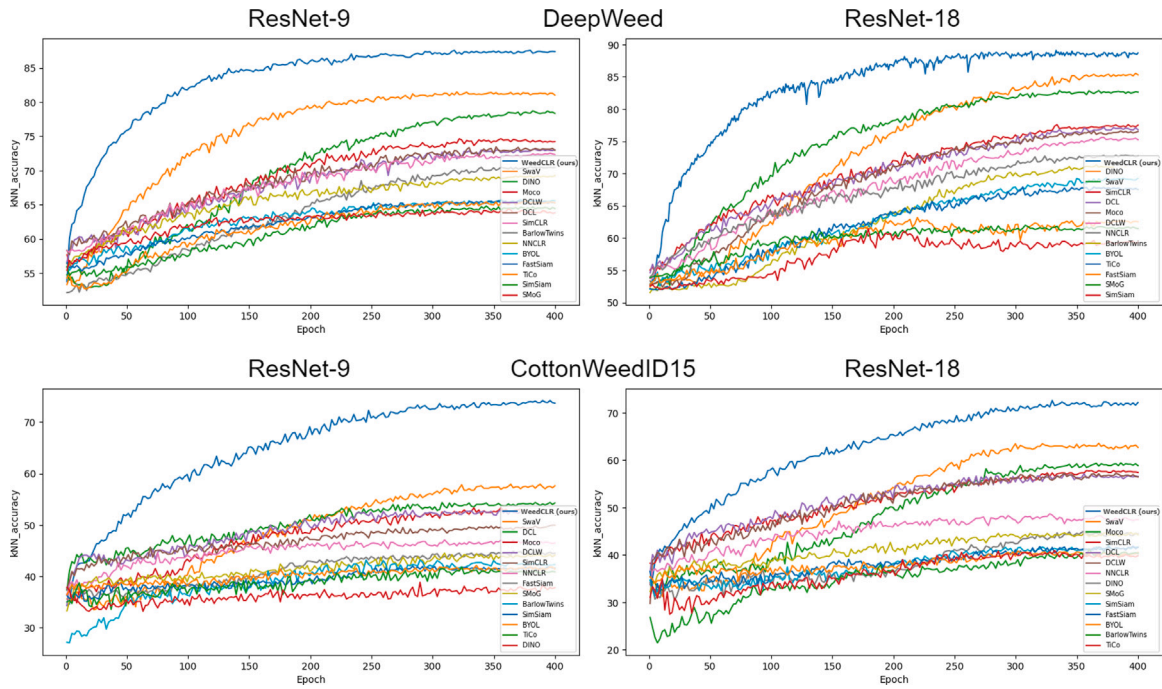 ResNet-9 DeepWeed ResNet-18
kNN_accuracy
85
80
75
70
65
60
55
0 50 100 150 200 250 300 350 400
Epoch
WeedCLR (ours)
SwaV
DINO
Moco
DCLW
DCL
SimCLR
BarlowTwins
NNCLR
BYOL
FastSiam
TiCo
SimSiam
SMoG
kNN_accuracy
90
85
80
75
70
65
60
55
50
0 50 100 150 200 250 300 350 400
Epoch
WeedCLR (ours)
DINO
SwaV
SimCLR
DCL
Moco
DCLW
NNCLR
BarlowTwins
BYOL
TiCo
FastSiam
SMoG
SimSiam
ResNet-9 CottonWeedID15 ResNet-18
kNN_accuracy
70
60
50
40
30
0 50 100 150 200 250 300 350 400
Epoch
WeedCLR (ours)
SwaV
DCL
Moco
DCLW
SimCLR
NNCLR
FastSiam
SMoG
BarlowTwins
SimSiam
BYOL
TiCo
DINO
kNN_accuracy
70
60
50
40
30
20
0 50 100 150 200 250 300 350 400
Epoch
WeedCLR (ours)
SwaV
Moco
SimCLR
DCL
DCLW
NNCLR
DINO
SMoG
SimSiam
FastSiam
BYOL
BarlowTwins
TiCo